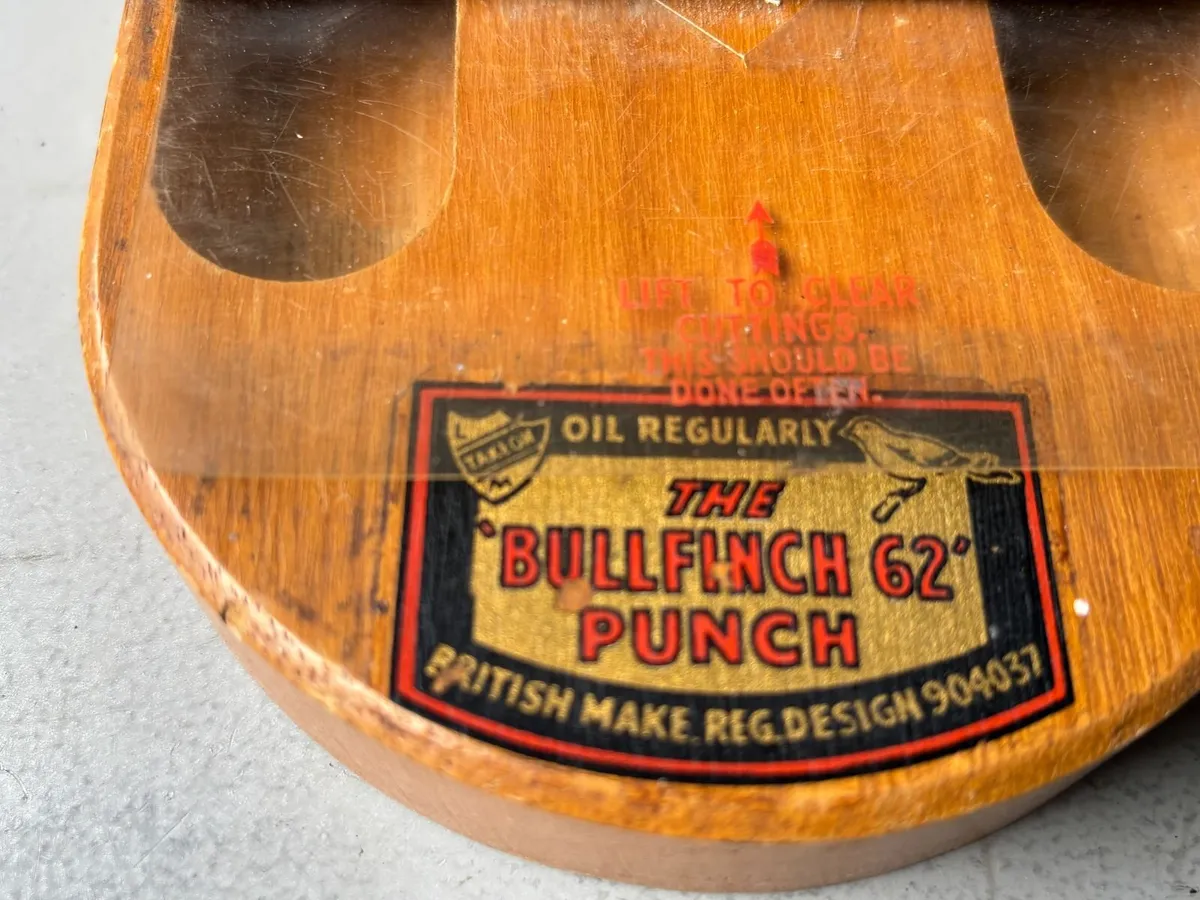 LIFT TO CLEAR
CUTTINGS.
THIS SHOULD BE
DONE OFTEN.
OIL REGULARLY
TAYLOR
THE
'BULLFINCH 62'
PUNCH
BRITISH MAKE. REG. DESIGN 904037